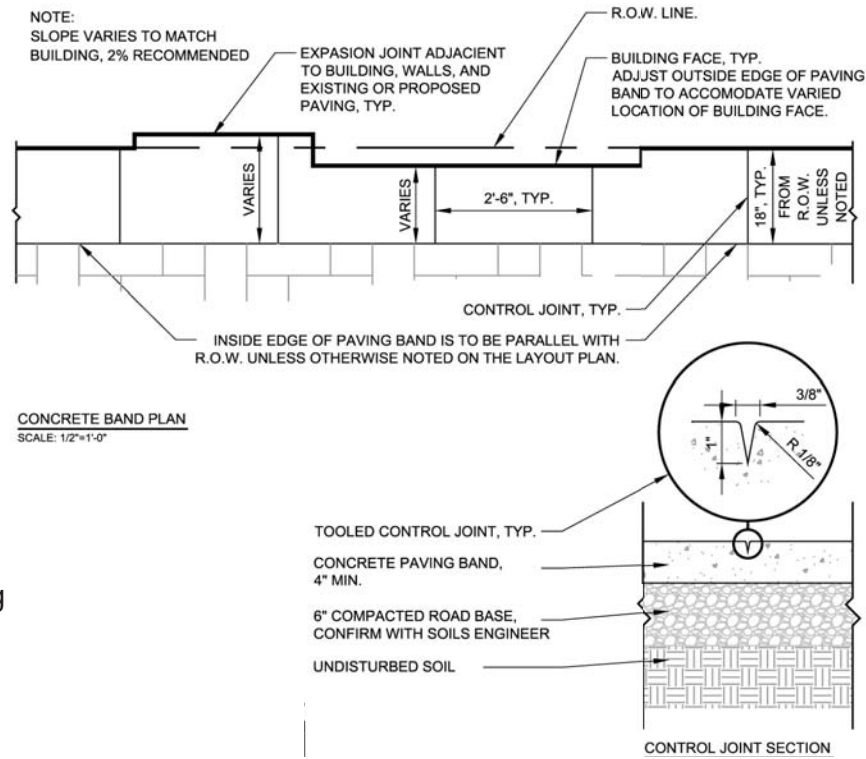 NOTE:
SLOPE VARIES TO MATCH
BUILDING, 2% RECOMMENDED
EXPASION JOINT ADJACIENT
TO BUILDING, WALLS, AND
EXISTING OR PROPOSED
PAVING, TYP.
R.O.W. LINE.
BUILDING FACE, TYP.
ADJUST OUTSIDE EDGE OF PAVING
BAND TO ACCOMODATE VARIED
LOCATION OF BUILDING FACE.
VARIES
VARIES
2'-6", TYP.
18", TYP.
FROM
R.O.W.
UNLESS
NOTED
CONTROL JOINT, TYP.
INSIDE EDGE OF PAVING BAND IS TO BE PARALLEL WITH
R.O.W. UNLESS OTHERWISE NOTED ON THE LAYOUT PLAN.
CONCRETE BAND PLAN
SCALE: 1/2"=1'-0"
3/8"
1"
R 1/8"
TOOLED CONTROL JOINT, TYP.
CONCRETE PAVING BAND,
4" MIN.
g
6" COMPACTED ROAD BASE,
CONFIRM WITH SOILS ENGINEER
UNDISTURBED SOIL
CONTROL JOINT SECTION